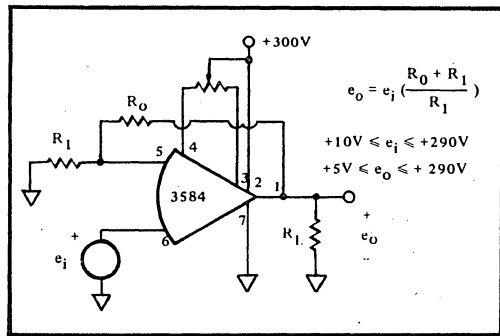 +300V
R₀
4
e₀ = eᵢ (R₀ + R₁ / R₁)
R₁
5
+10V ≤ eᵢ ≤ +290V
+5V ≤ e₀ ≤ + 290V
3
2
1
3584
7
+
6
R_L
+
e₀
eᵢ